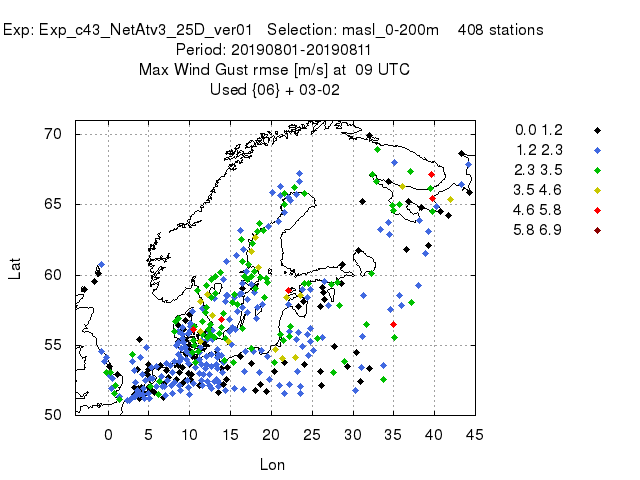 Exp: Exp_c43_NetAtv3_25D_ver01 Selection: masl_0-200m 408 stations
Period: 20190801-20190811
Max Wind Gust rmse [m/s] at 09 UTC
Used {06} + 03-02
70
65
60
55
50
Lat
0 5 10 15 20 25 30 35 40 45
Lon
0.0 1.2
1.2 2.3
2.3 3.5
3.5 4.6
4.6 5.8
5.8 6.9